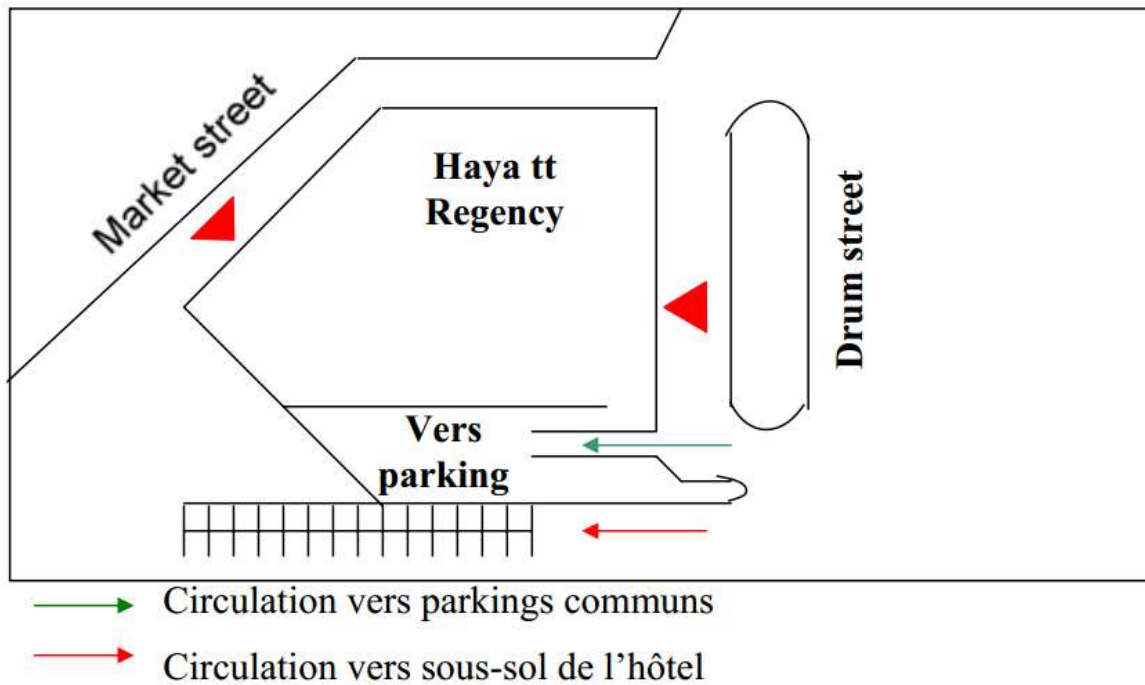 Market street
Haya tt
Regency
Drum street
Vers
parking
Circulation vers parkings communs
Circulation vers sous-sol de l’hôtel